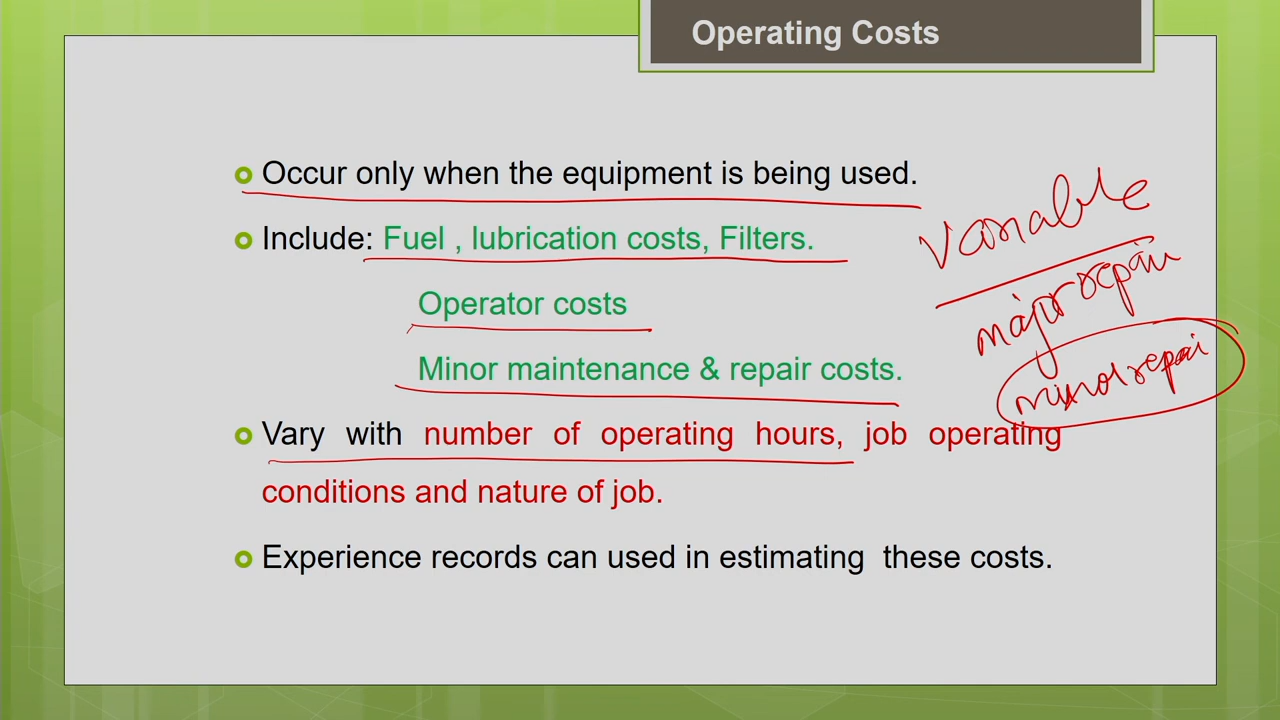 Operating Costs
Occur only when the equipment is being used.
Include: Fuel , lubrication costs, Filters.
Operator costs
Minor maintenance & repair costs.
Vary with number of operating hours, job operating
conditions and nature of job.
Experience records can used in estimating these costs.
Variable
major repair
minor repair